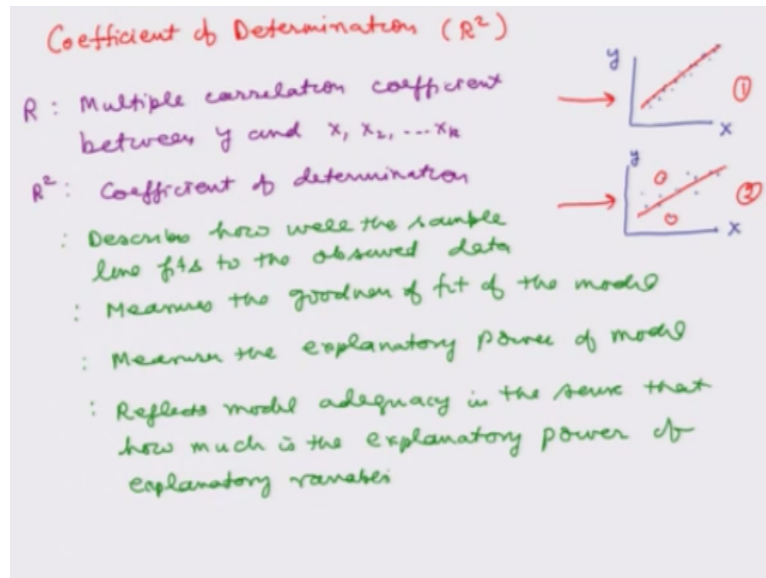 Coefficient of Determination (R²)
R : Multiple correlation coefficient
between y and x₁ x₂, ... xₖ
R² : Coefficient of determination
: Describes how well the sample
line fits to the observed data
: Measures the goodness of fit of the model
: Measures the explanatory power of model
: Reflects model adequacy in the sense that
how much is the explanatory power of
explanatory variables
y
x
①
y
x
②